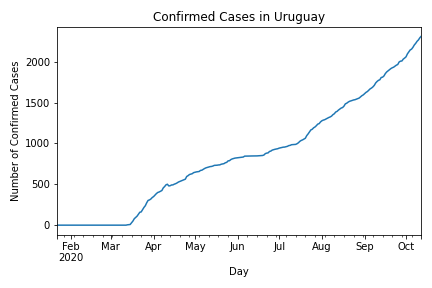 Confirmed Cases in Uruguay
Number of Confirmed Cases
2000
1500
1000
500
0
Feb Mar Apr May Jun Jul Aug Sep Oct
2020
Day